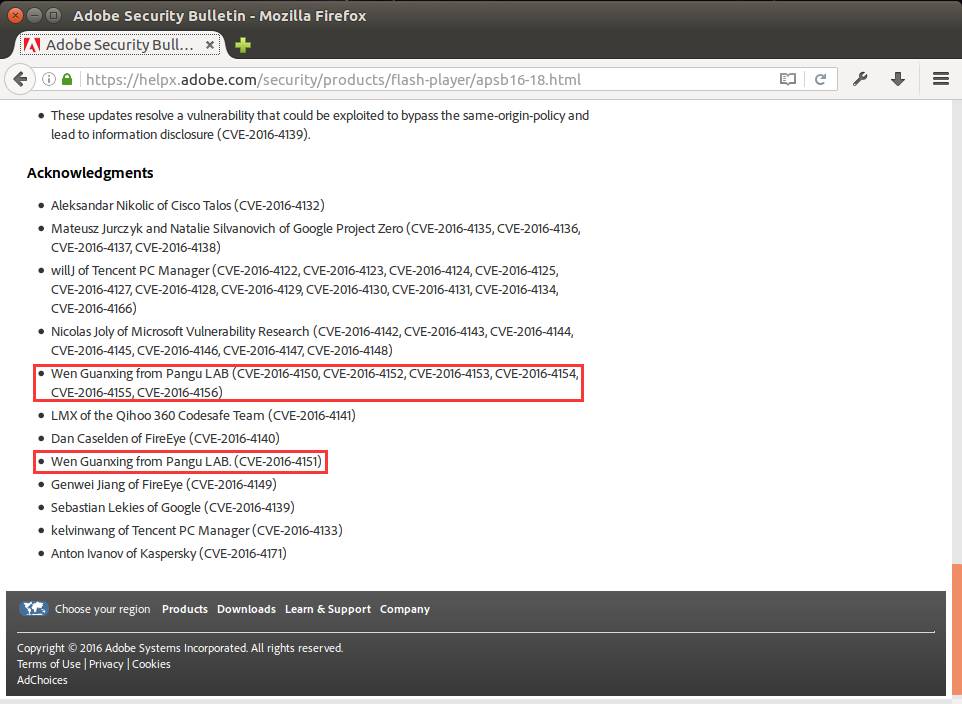 Adobe Security Bulletin - Mozilla Firefox
Adobe Security Bull...
https://helpx.adobe.com/security/products/flash-player/apsb16-18.html
• These updates resolve a vulnerability that could be exploited to bypass the same-origin-policy and
lead to information disclosure (CVE-2016-4139).
Acknowledgments
• Aleksandar Nikolic of Cisco Talos (CVE-2016-4132)
• Mateusz Jurczyk and Natalie Silvanovich of Google Project Zero (CVE-2016-4135, CVE-2016-4136,
CVE-2016-4137, CVE-2016-4138)
• willJ of Tencent PC Manager (CVE-2016-4122, CVE-2016-4123, CVE-2016-4124, CVE-2016-4125,
CVE-2016-4127, CVE-2016-4128, CVE-2016-4129, CVE-2016-4130, CVE-2016-4131, CVE-2016-4134,
CVE-2016-4166)
• Nicolas Joly of Microsoft Vulnerability Research (CVE-2016-4142, CVE-2016-4143, CVE-2016-4144,
CVE-2016-4145, CVE-2016-4146, CVE-2016-4147, CVE-2016-4148)
• Wen Guanxing from Pangu LAB (CVE-2016-4150, CVE-2016-4152, CVE-2016-4153, CVE-2016-4154,
CVE-2016-4155, CVE-2016-4156)
• LMX of the Qihoo 360 Codesafe Team (CVE-2016-4141)
• Dan Caselden of FireEye (CVE-2016-4140)
• Wen Guanxing from Pangu LAB. (CVE-2016-4151)
• Genwei Jiang of FireEye (CVE-2016-4149)
• Sebastian Lekies of Google (CVE-2016-4139)
• kelvinwang of Tencent PC Manager (CVE-2016-4133)
• Anton Ivanov of Kaspersky (CVE-2016-4171)
Choose your region Products Downloads Learn & Support Company
Copyright © 2016 Adobe Systems Incorporated. All rights reserved.
Terms of Use | Privacy | Cookies
AdChoices